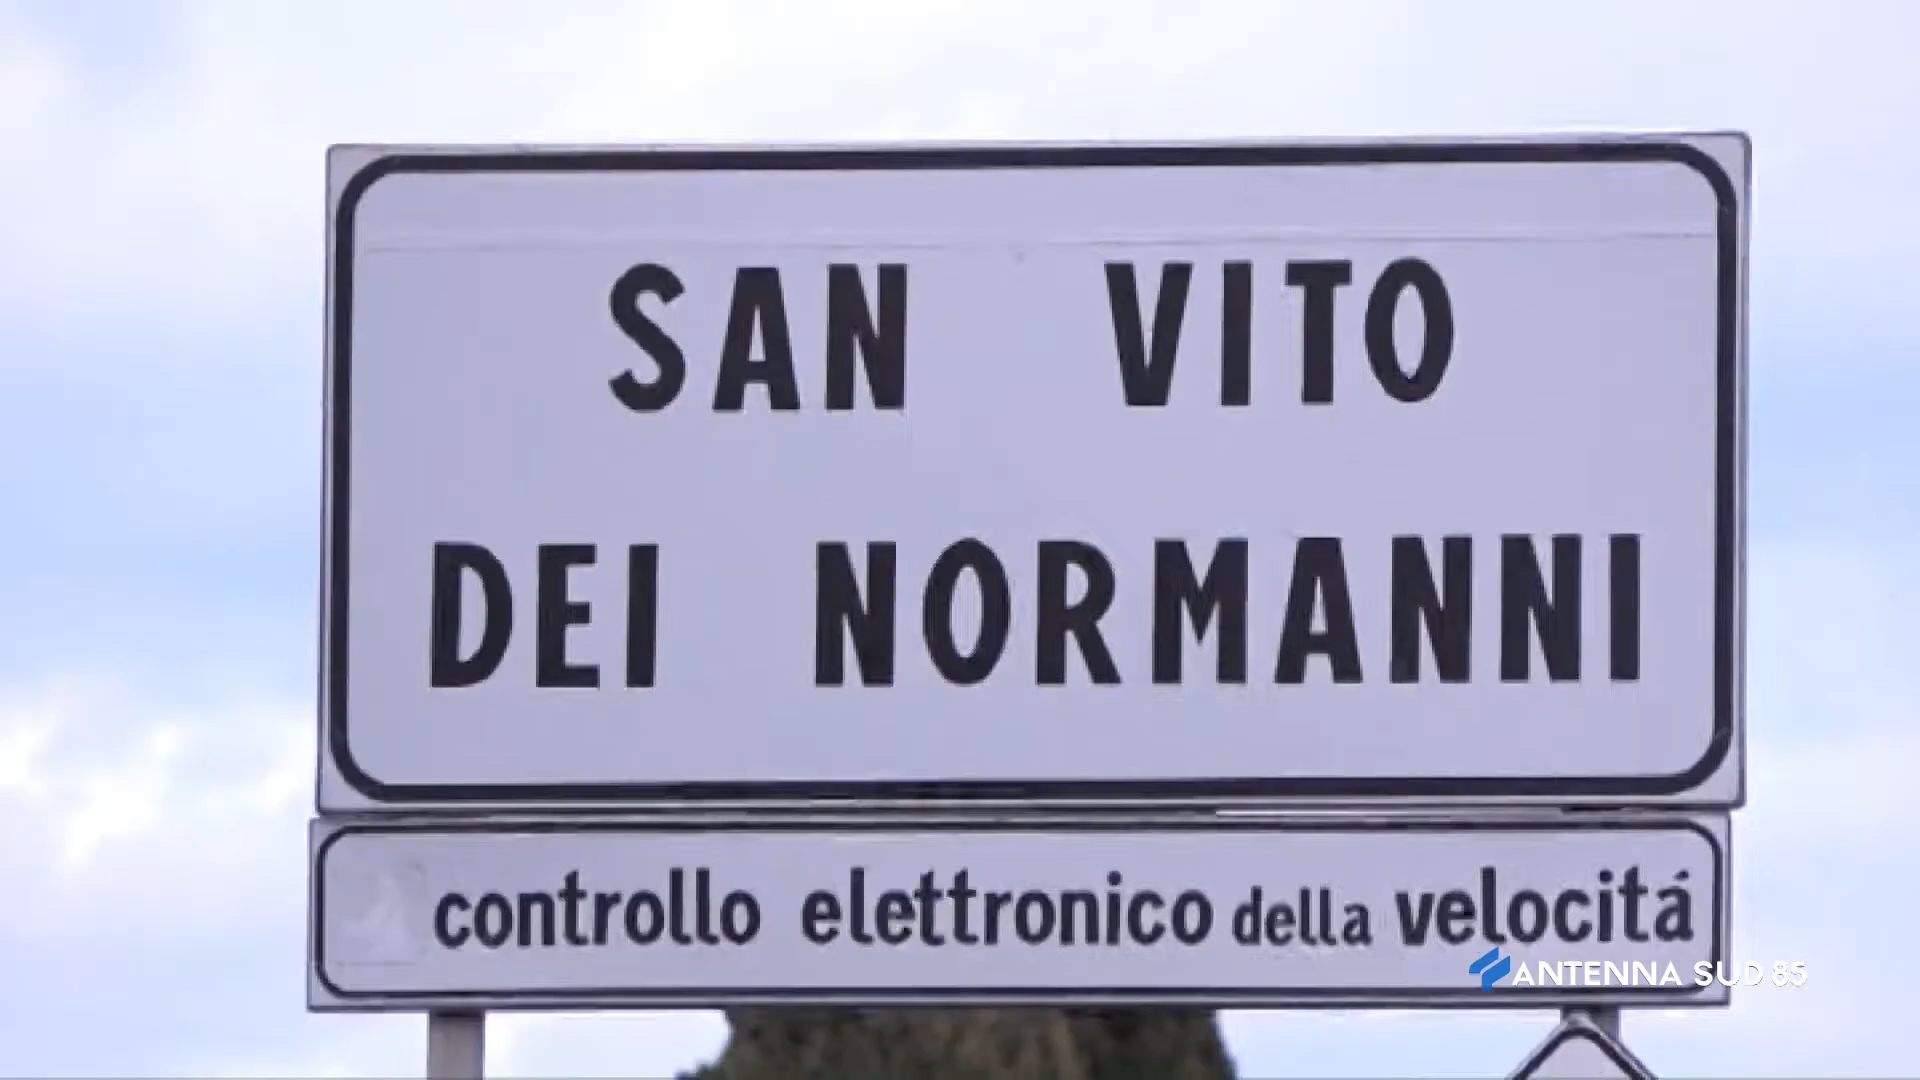 SAN VITO
DEI NORMANNI
controllo elettronico della velocitá
ANTENNA SUD 85